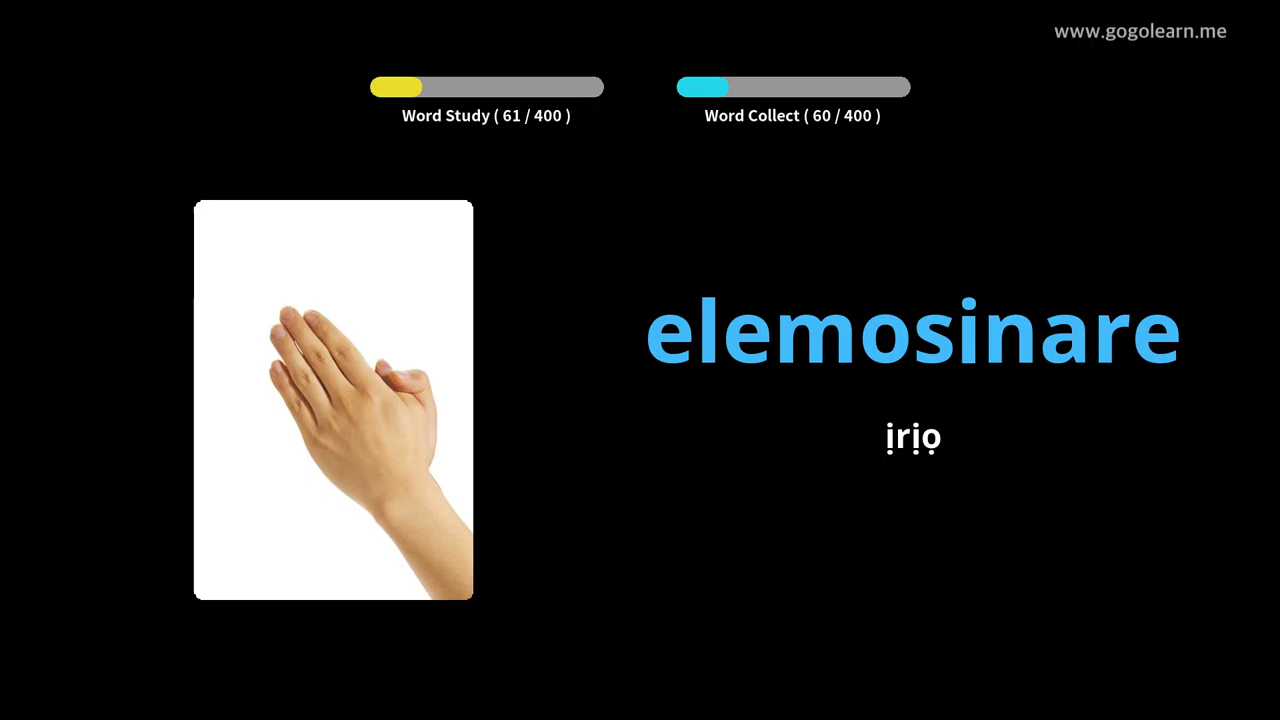 www.gogolearn.me
Word Study ( 61 / 400 )
Word Collect ( 60 / 400 )
elemosinare
ịrịọ